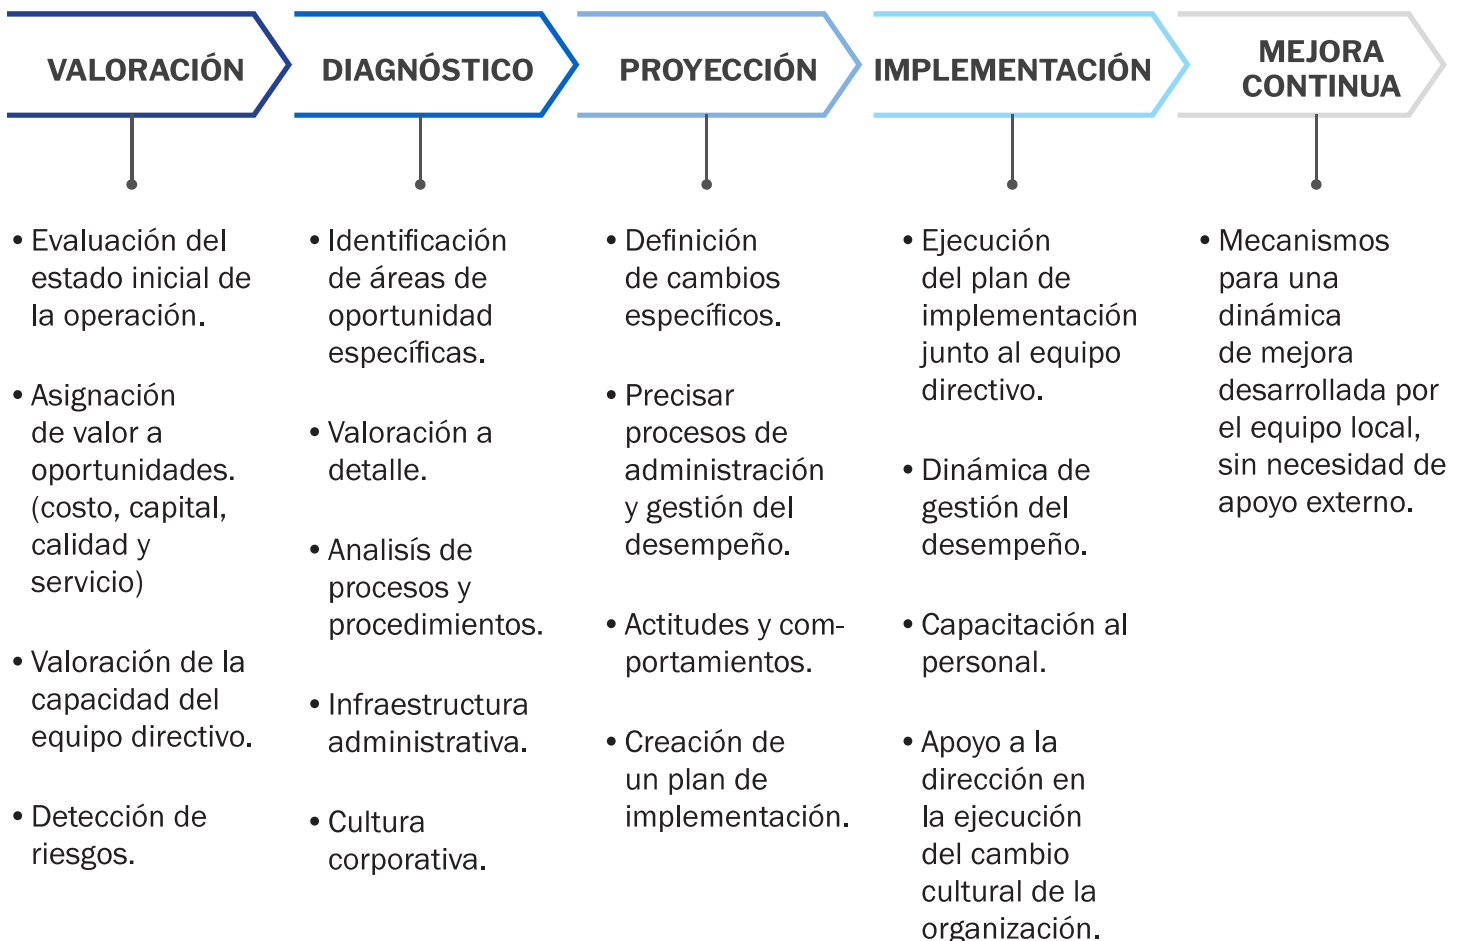 VALORACIÓN
DIAGNÓSTICO
PROYECCIÓN
IMPLEMENTACIÓN
MEJORA
CONTINUA
• Evaluación del
estado inicial de
la operación.
• Asignación
de valor a
oportunidades.
(costo, capital,
calidad y
servicio)
• Valoración de la
capacidad del
equipo directivo.
• Detección de
riesgos.
• Identificación
de áreas de
oportunidad
específicas.
• Valoración a
detalle.
• Analisís de
procesos y
procedimientos.
• Infraestructura
administrativa.
• Cultura
corporativa.
• Definición
de cambios
específicos.
• Precisar
procesos de
administración
y gestión del
desempeño.
• Actitudes y com-
portamientos.
• Creación de
un plan de
implementación.
• Ejecución
del plan de
implementación
junto al equipo
directivo.
• Dinámica de
gestión del
desempeño.
• Capacitación al
personal.
• Apoyo a la
dirección en
la ejecución
del cambio
cultural de la
organización.
• Mecanismos
para una
dinámica
de mejora
desarrollada por
el equipo local,
sin necesidad de
apoyo externo.